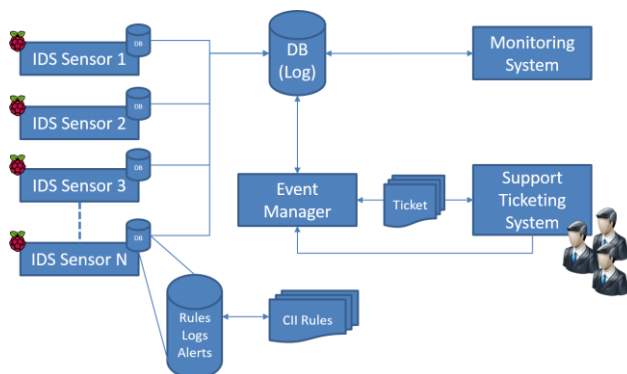 IDS Sensor 1
DB
IDS Sensor 2
DB
IDS Sensor 3
DB
IDS Sensor N
DB
DB
(Log)
Monitoring
System
Event
Manager
Ticket
Support
Ticketing
System
Rules
Logs
Alerts
CII Rules